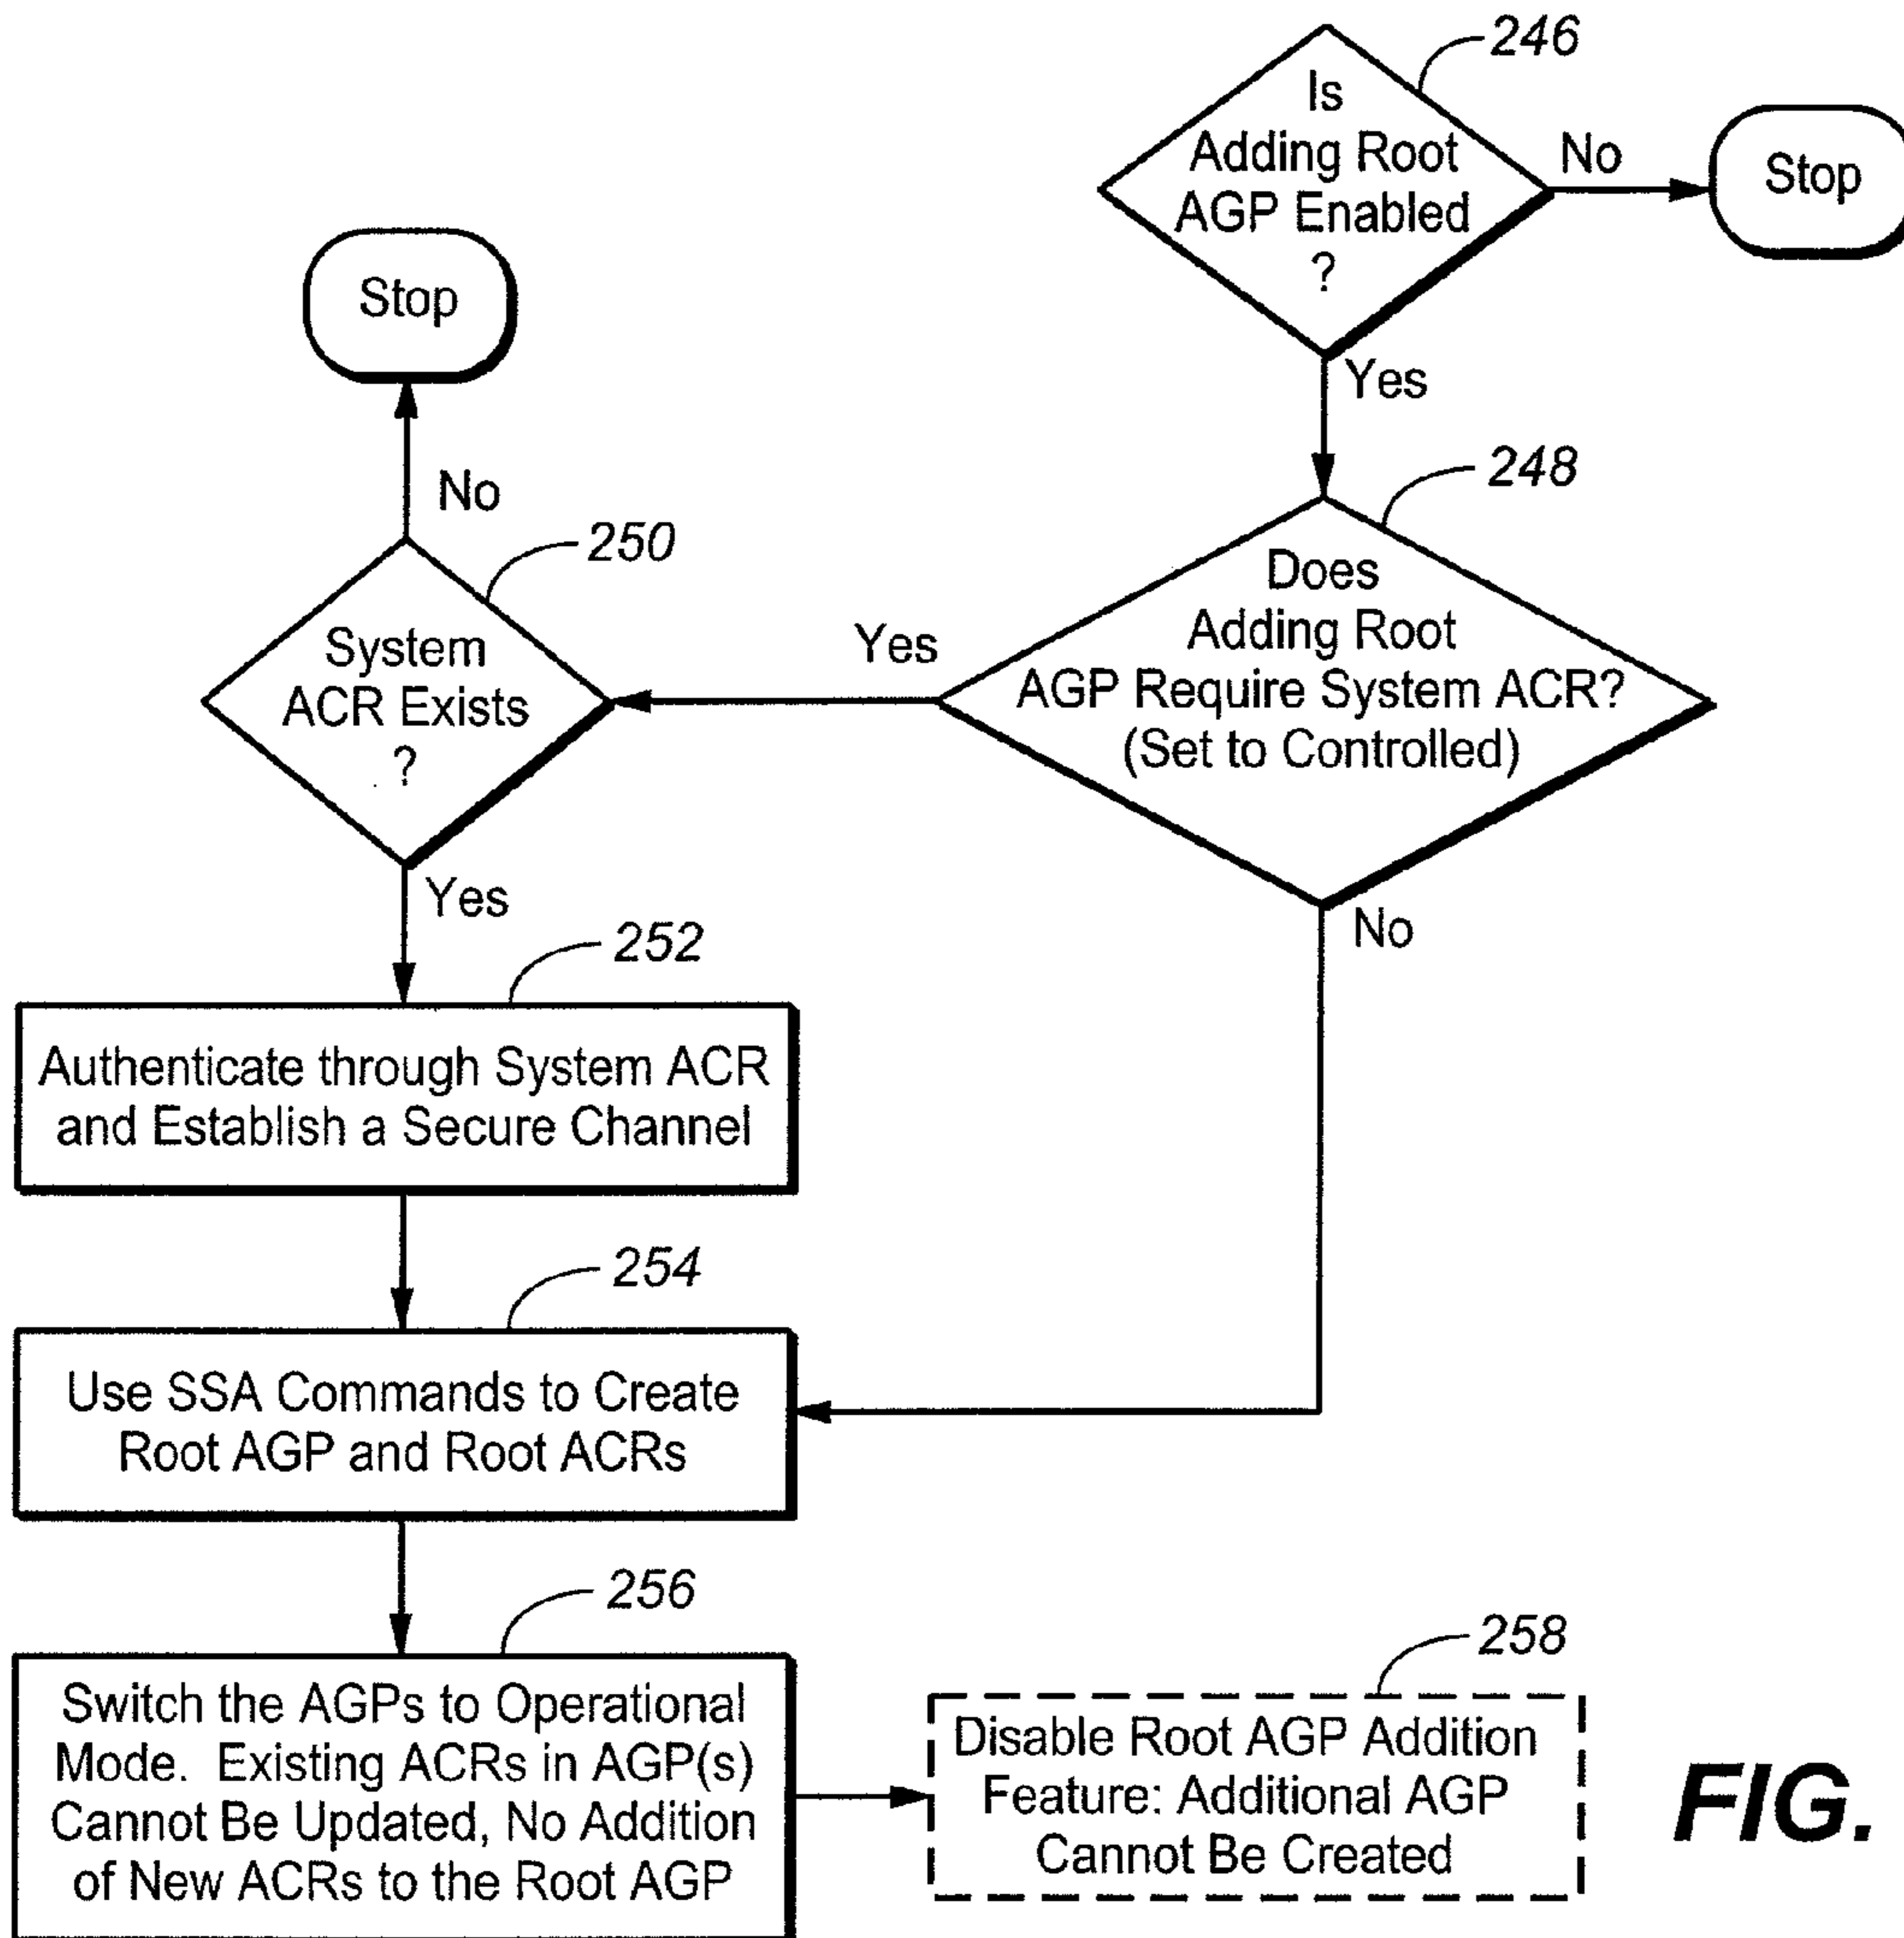 246
Is
Adding Root
AGP Enabled
?
No
Stop
Yes
248
Does
Adding Root
AGP Require System ACR?
(Set to Controlled)
Yes
No
Stop
No
250
System
ACR Exists
?
Yes
252
Authenticate through System ACR
and Establish a Secure Channel
254
Use SSA Commands to Create
Root AGP and Root ACRs
256
Switch the AGPs to Operational
Mode. Existing ACRs in AGP(s)
Cannot Be Updated, No Addition
of New ACRs to the Root AGP
258
Disable Root AGP Addition
Feature: Additional AGP
Cannot Be Created
FIG.